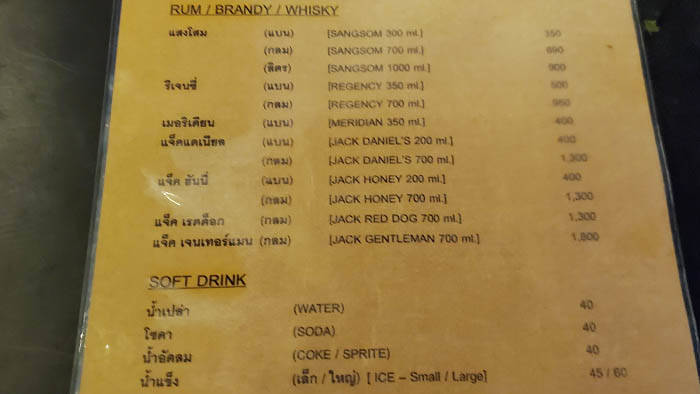 RUM / BRANDY / WHISKY
แสงโสม (แบน) [SANGSOM 300 ml.] 350
(กลม) [SANGSOM 700 ml.] 690
(ลิตร) [SANGSOM 1000 ml.] 900
รีเจนซี่ (แบน) [REGENCY 350 ml.] 500
(กลม) [REGENCY 700 ml.] 950
เมอริเดียน (แบน) [MERIDIAN 350 ml.] 400
แจ็คแดเนียล (แบน) [JACK DANIEL'S 200 ml.] 400
(กลม) [JACK DANIEL'S 700 ml.] 1,300
แจ็ค ฮันนี่ (แบน) [JACK HONEY 200 ml.] 400
(กลม) [JACK HONEY 700 ml.] 1,300
แจ็ค เรดด็อก (กลม) [JACK RED DOG 700 ml.] 1,300
แจ็ค เจนเทอร์แมน (กลม) [JACK GENTLEMAN 700 ml.] 1,800
SOFT DRINK
น้ำเปล่า (WATER) 40
โซดา (SODA) 40
น้ำอัดลม (COKE / SPRITE) 40
น้ำแข็ง (เล็ก / ใหญ่) [ ICE – Small / Large] 45 / 60